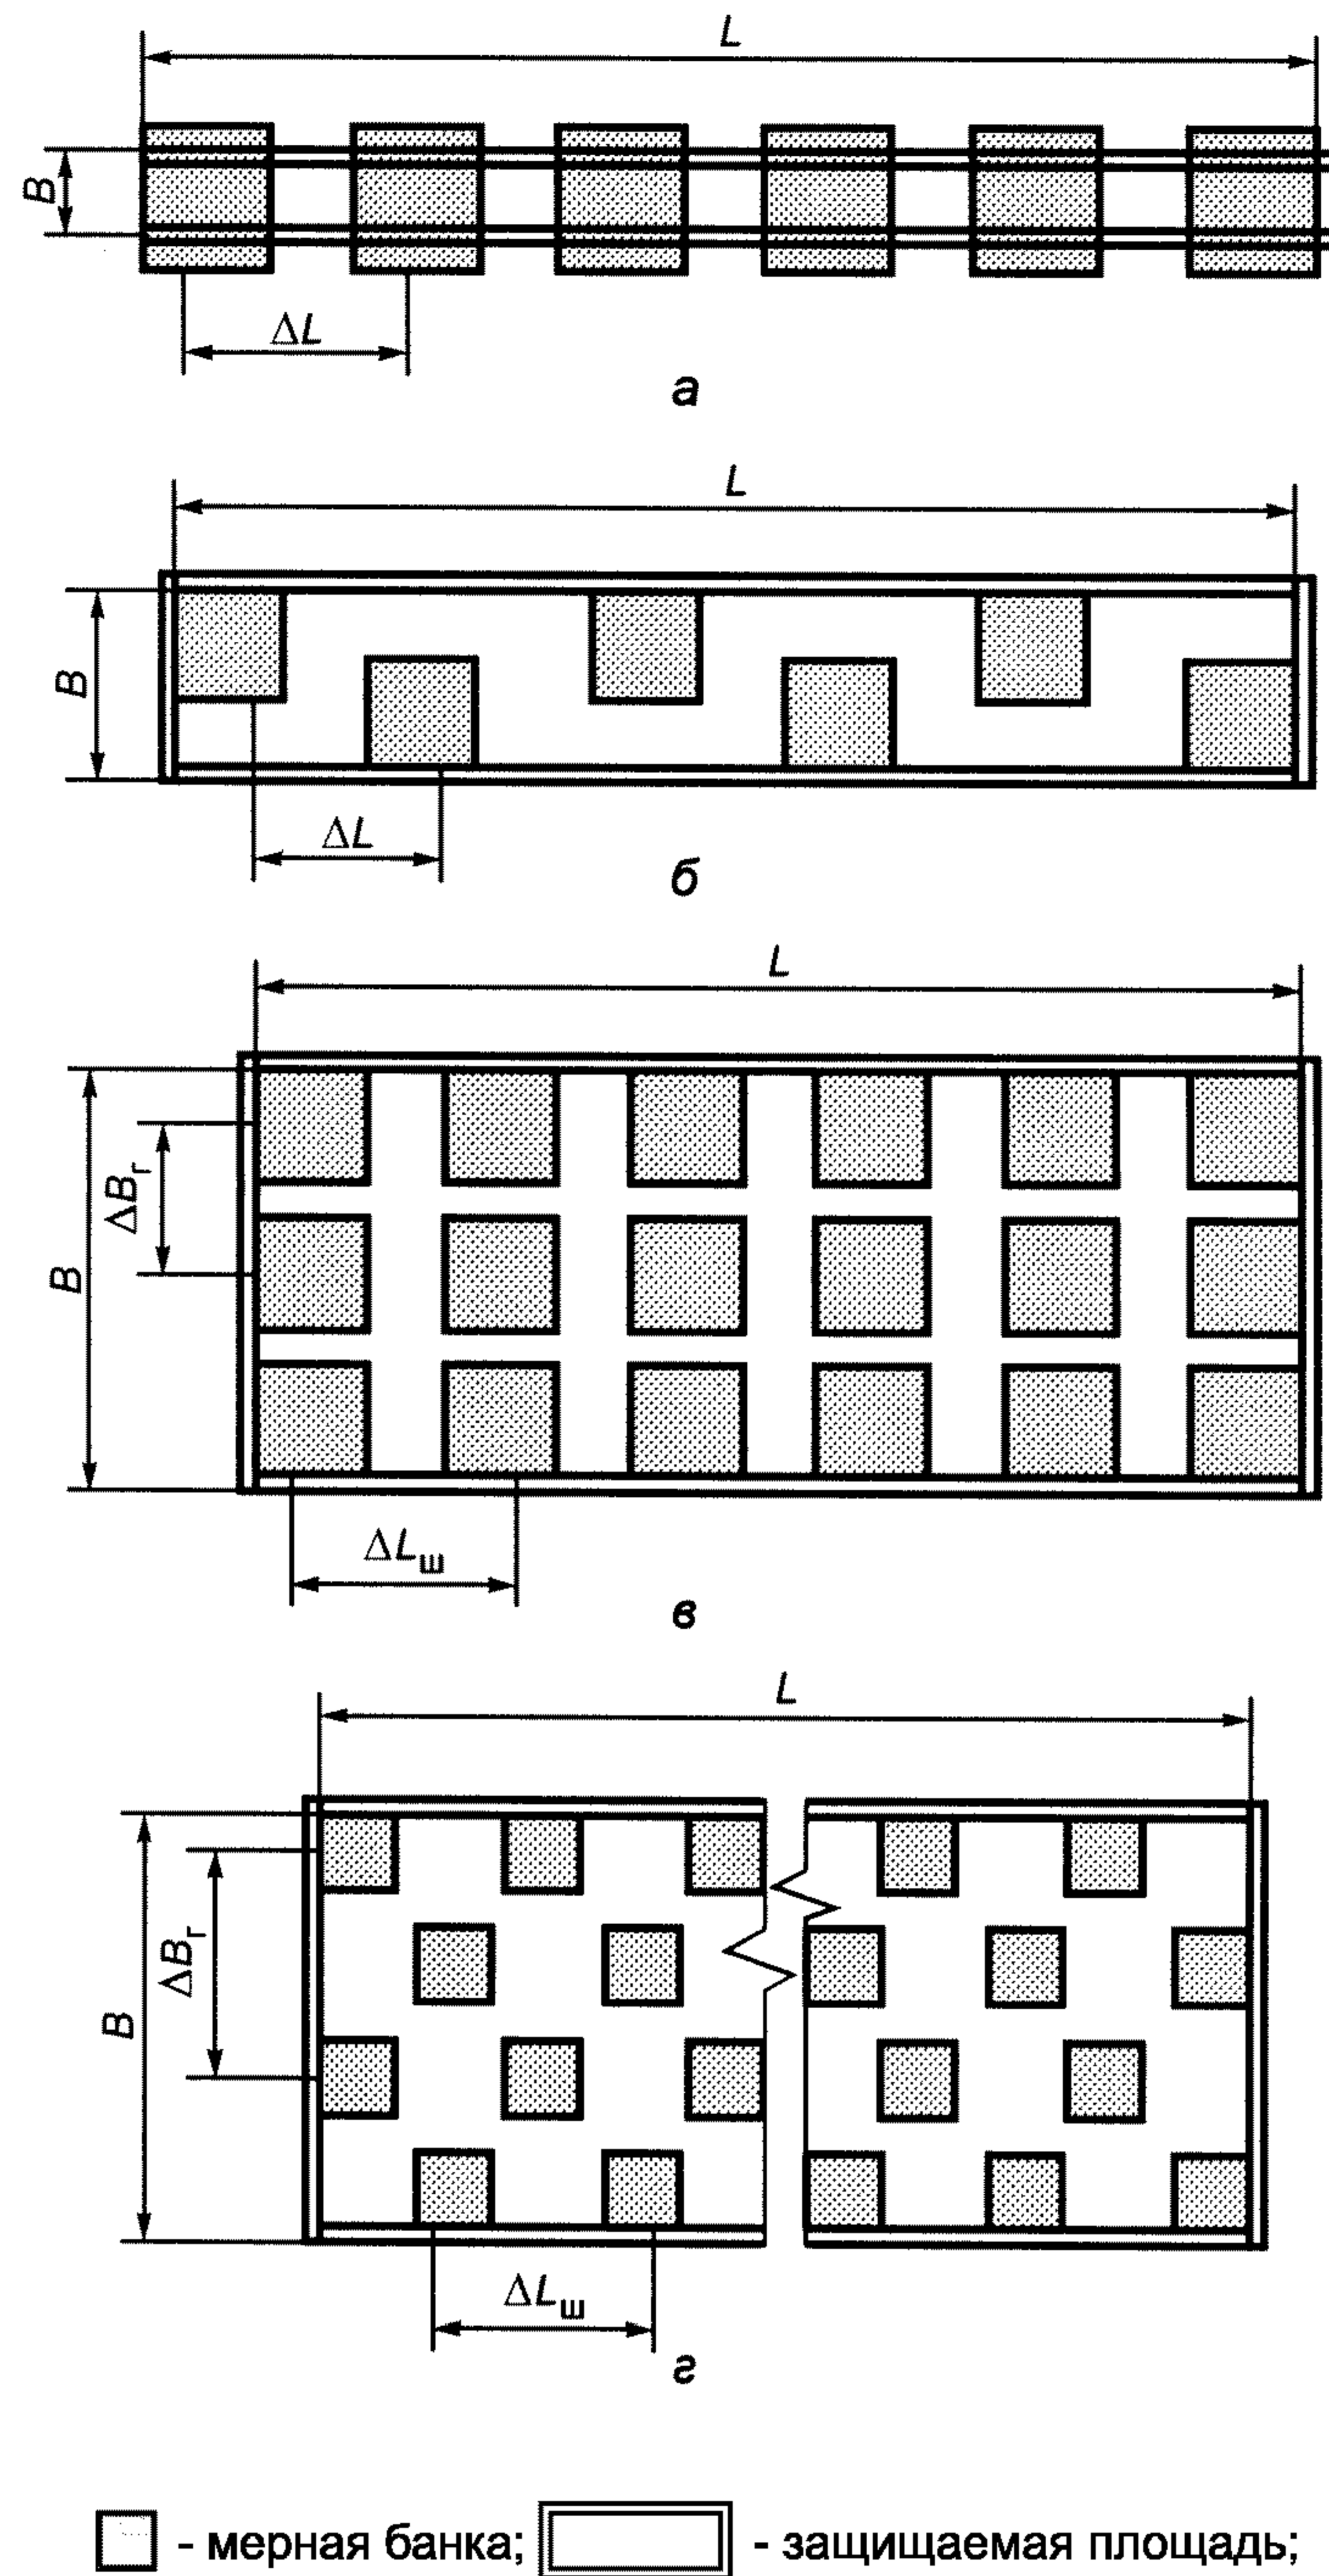 L
B
ΔL
а
L
B
ΔL
б
L
ΔBг
B
ΔLш
в
L
ΔBг
B
ΔLш
г
- мерная банка; - защищаемая площадь;